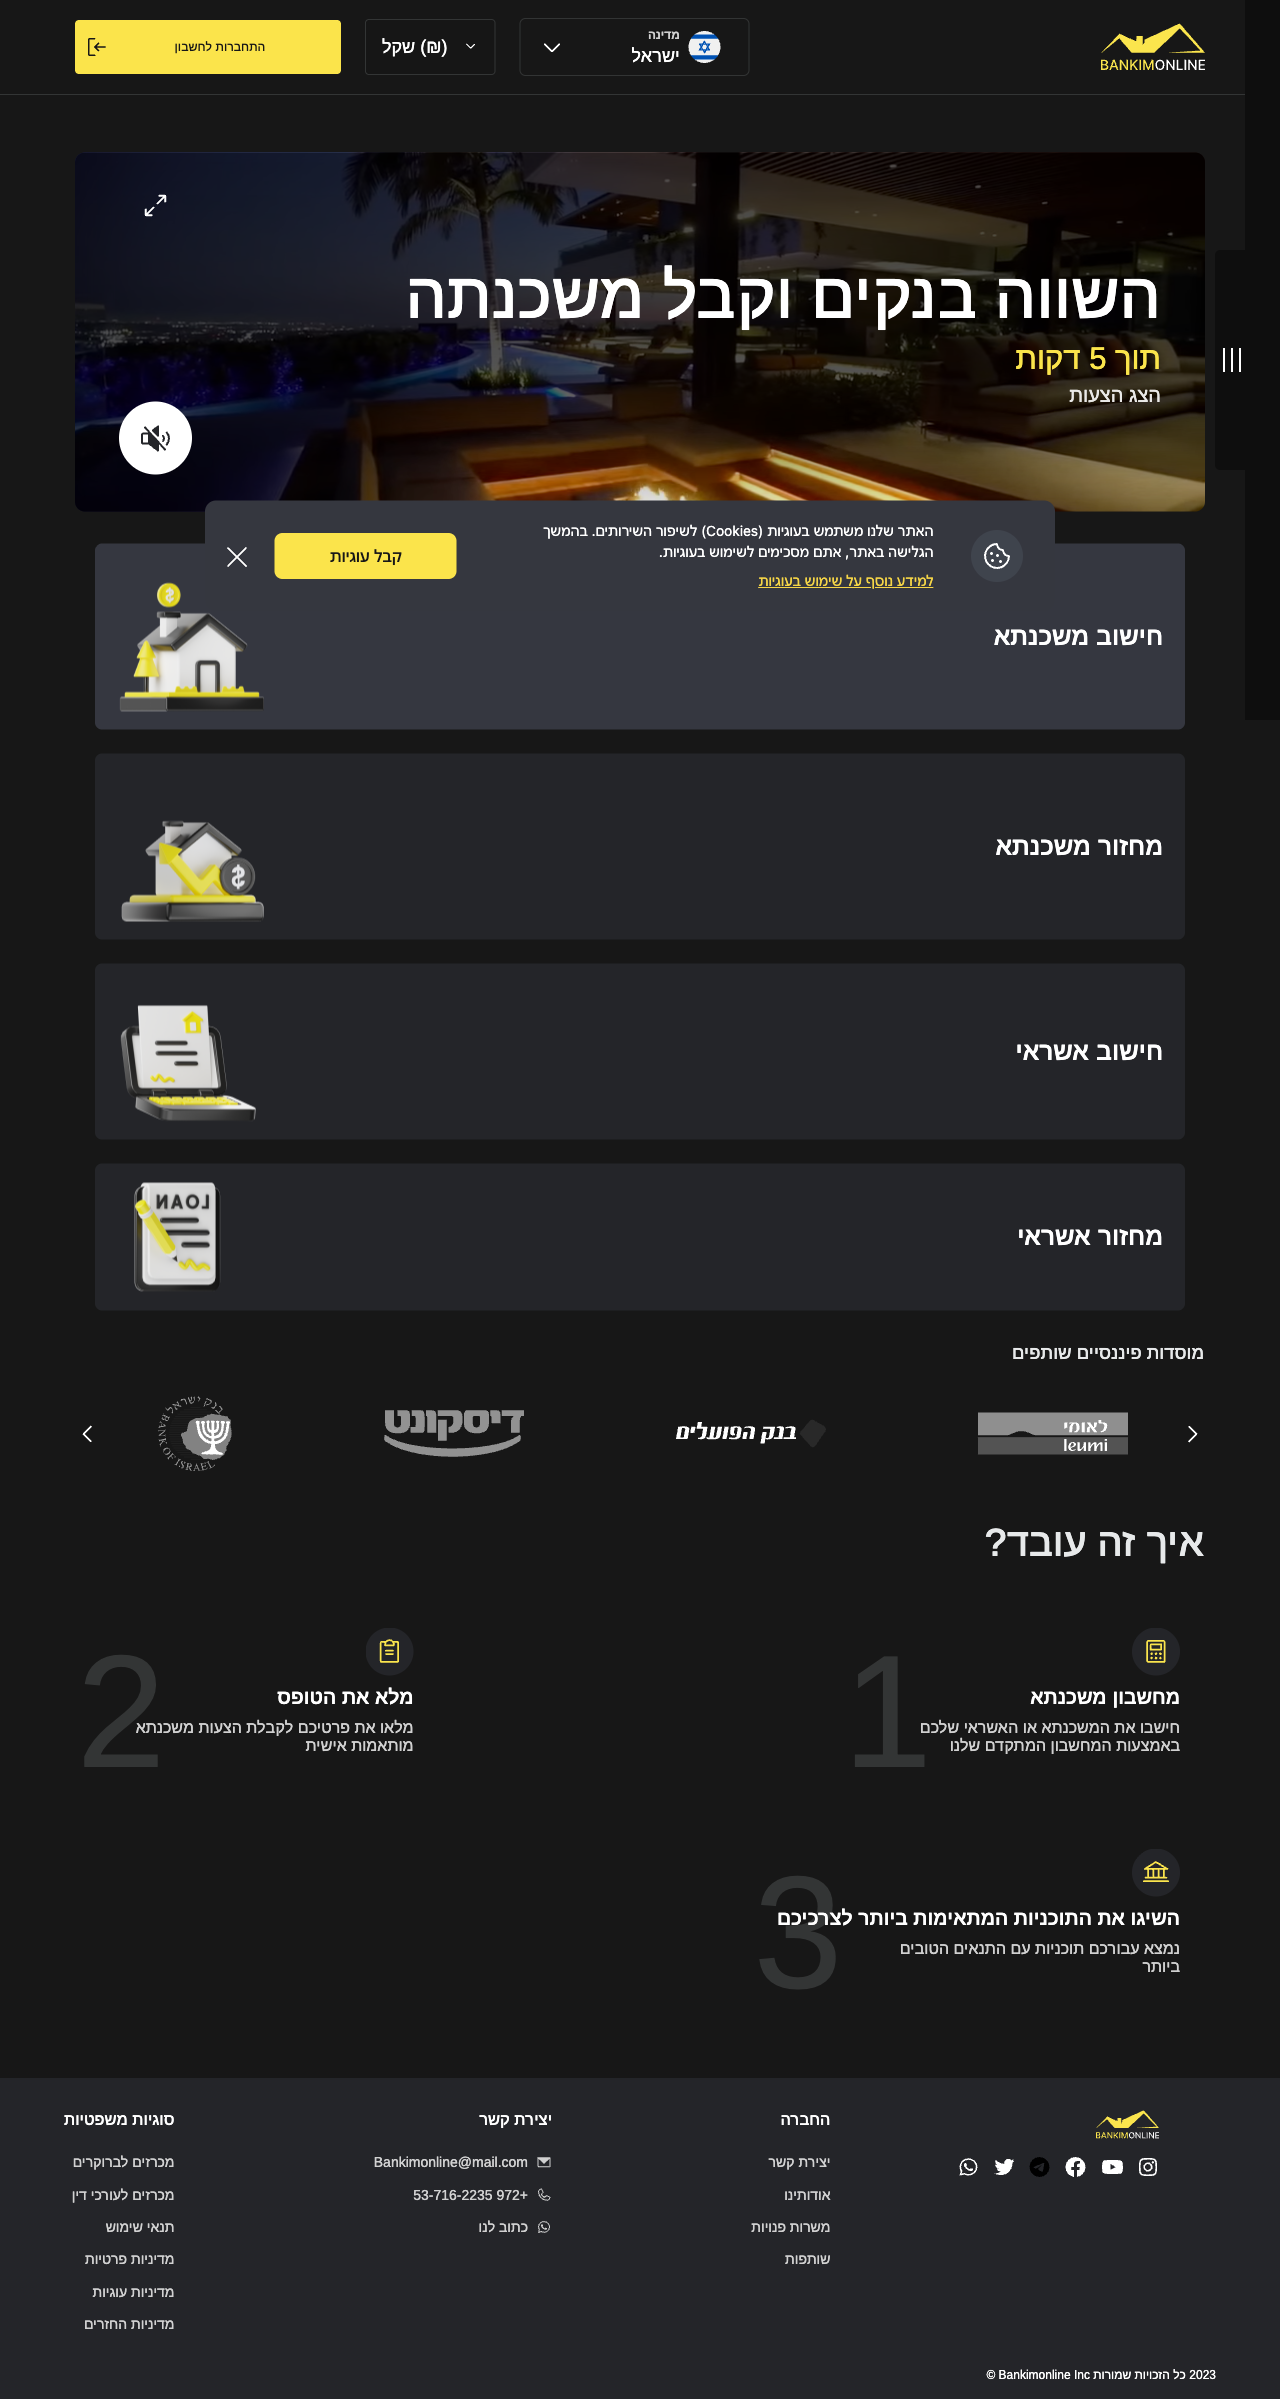 BANKIMONLINE
מדינה
ישראל
(₪) שקל
התחברות לחשבון
השווה בנקים וקבל משכנתה
תוך 5 דקות
הצג הצעות
האתר שלנו משתמש בעוגיות (Cookies) לשיפור השירותים. בהמשך
הגלישה באתר, אתם מסכימים לשימוש בעוגיות.
למידע נוסף על שימוש בעוגיות
קבל עוגיות
חישוב משכנתא
מחזור משכנתא
חישוב אשראי
מחזור אשראי
LOAN
מוסדות פיננסיים שותפים
לאומי
leumi
בנק הפועלים
דיסקונט
בנק ישראל
BANK OF ISRAEL
איך זה עובד?
1
מחשבון משכנתא
חישבו את המשכנתא או האשראי שלכם
באמצעות המחשבון המתקדם שלנו
2
מלא את הטופס
מלאו את פרטיכם לקבלת הצעות משכנתא
מותאמות אישית
3
השיגו את התוכניות המתאימות ביותר לצרכיכם
נמצא עבורכם תוכניות עם התנאים הטובים
ביותר
BANKIMONLINE
החברה
יצירת קשר
אודותינו
משרות פנויות
שותפות
יצירת קשר
Bankimonline@mail.com
53-716-2235 972+
כתוב לנו
סוגיות משפטיות
מכרזים לברוקרים
מכרזים לעורכי דין
תנאי שימוש
מדיניות פרטיות
מדיניות עוגיות
מדיניות החזרים
2023 כל הזכויות שמורות Bankimonline Inc ©